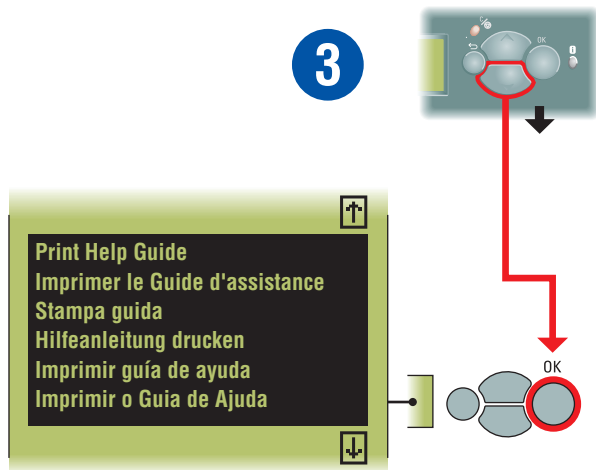 3
OK
i
Print Help Guide
Imprimer le Guide d'assistance
Stampa guida
Hilfeanleitung drucken
Imprimir guía de ayuda
Imprimir o Guia de Ajuda
OK